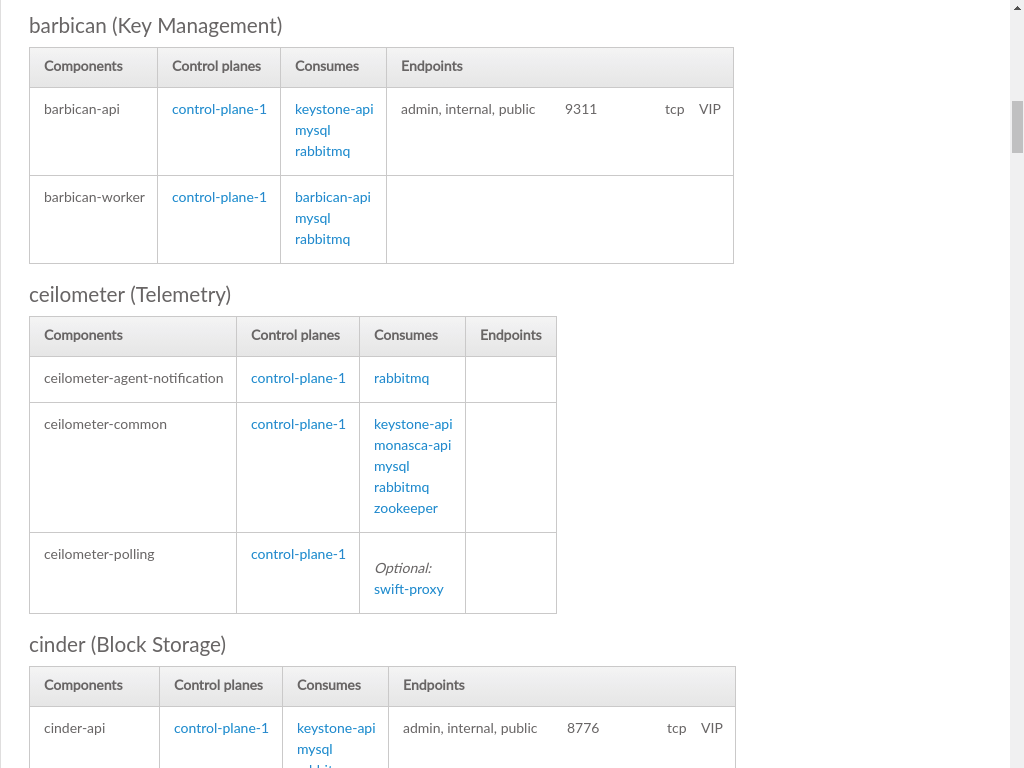 barbican (Key Management)
Components Control planes Consumes Endpoints
barbican-api control-plane-1 keystone-api admin, internal, public 9311 tcp VIP
mysql
rabbitmq
barbican-worker control-plane-1 barbican-api
mysql
rabbitmq
ceilometer (Telemetry)
Components Control planes Consumes Endpoints
ceilometer-agent-notification control-plane-1 rabbitmq
ceilometer-common control-plane-1 keystone-api
monasca-api
mysql
rabbitmq
zookeeper
ceilometer-polling control-plane-1
Optional:
swift-proxy
cinder (Block Storage)
Components Control planes Consumes Endpoints
cinder-api control-plane-1 keystone-api admin, internal, public 8776 tcp VIP
mysql